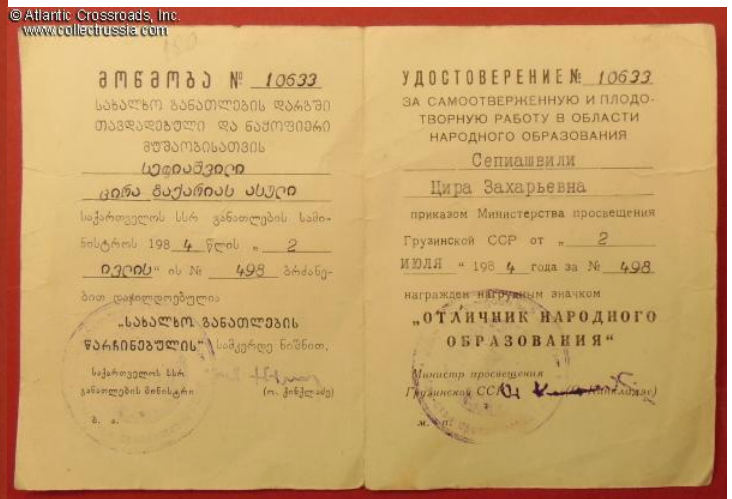 © Atlantic Crossroads, Inc.
www.collectrussia.com
მოწმობა № 10633
სახალხო განათლების დარგში
თავდადებული და ნაყოფიერი
მუშაობისათვის
სეფიაშვილი
ცირა ზაქარიას ასული
საქართველოს სსრ განათლების სამი-
ნისტროს 1984 წლის „ 2
ივლის“ ის № 498 ბრძანე-
ბით დაჯილდოებულია
„სახალხო განათლების
წარჩინებულის“ სამკერდე ნიშნით.
საქართველოს სსრ
განათლების მინისტრი (ო. ქინქლაძე)
ბ. ა.
УДОСТОВЕРЕНИЕ № 10633
ЗА САМООТВЕРЖЕННУЮ И ПЛОДО-
ТВОРНУЮ РАБОТУ В ОБЛАСТИ
НАРОДНОГО ОБРАЗОВАНИЯ
Сепиашвили
Цира Захарьевна
приказом Министерства просвещения
Грузинской ССР от „ 2
ИЮЛЯ “ 1984 года за № 498
награжден нагрудным значком
„ОТЛИЧНИК НАРОДНОГО
ОБРАЗОВАНИЯ“
Министр просвещения
Грузинской ССР
м. п.